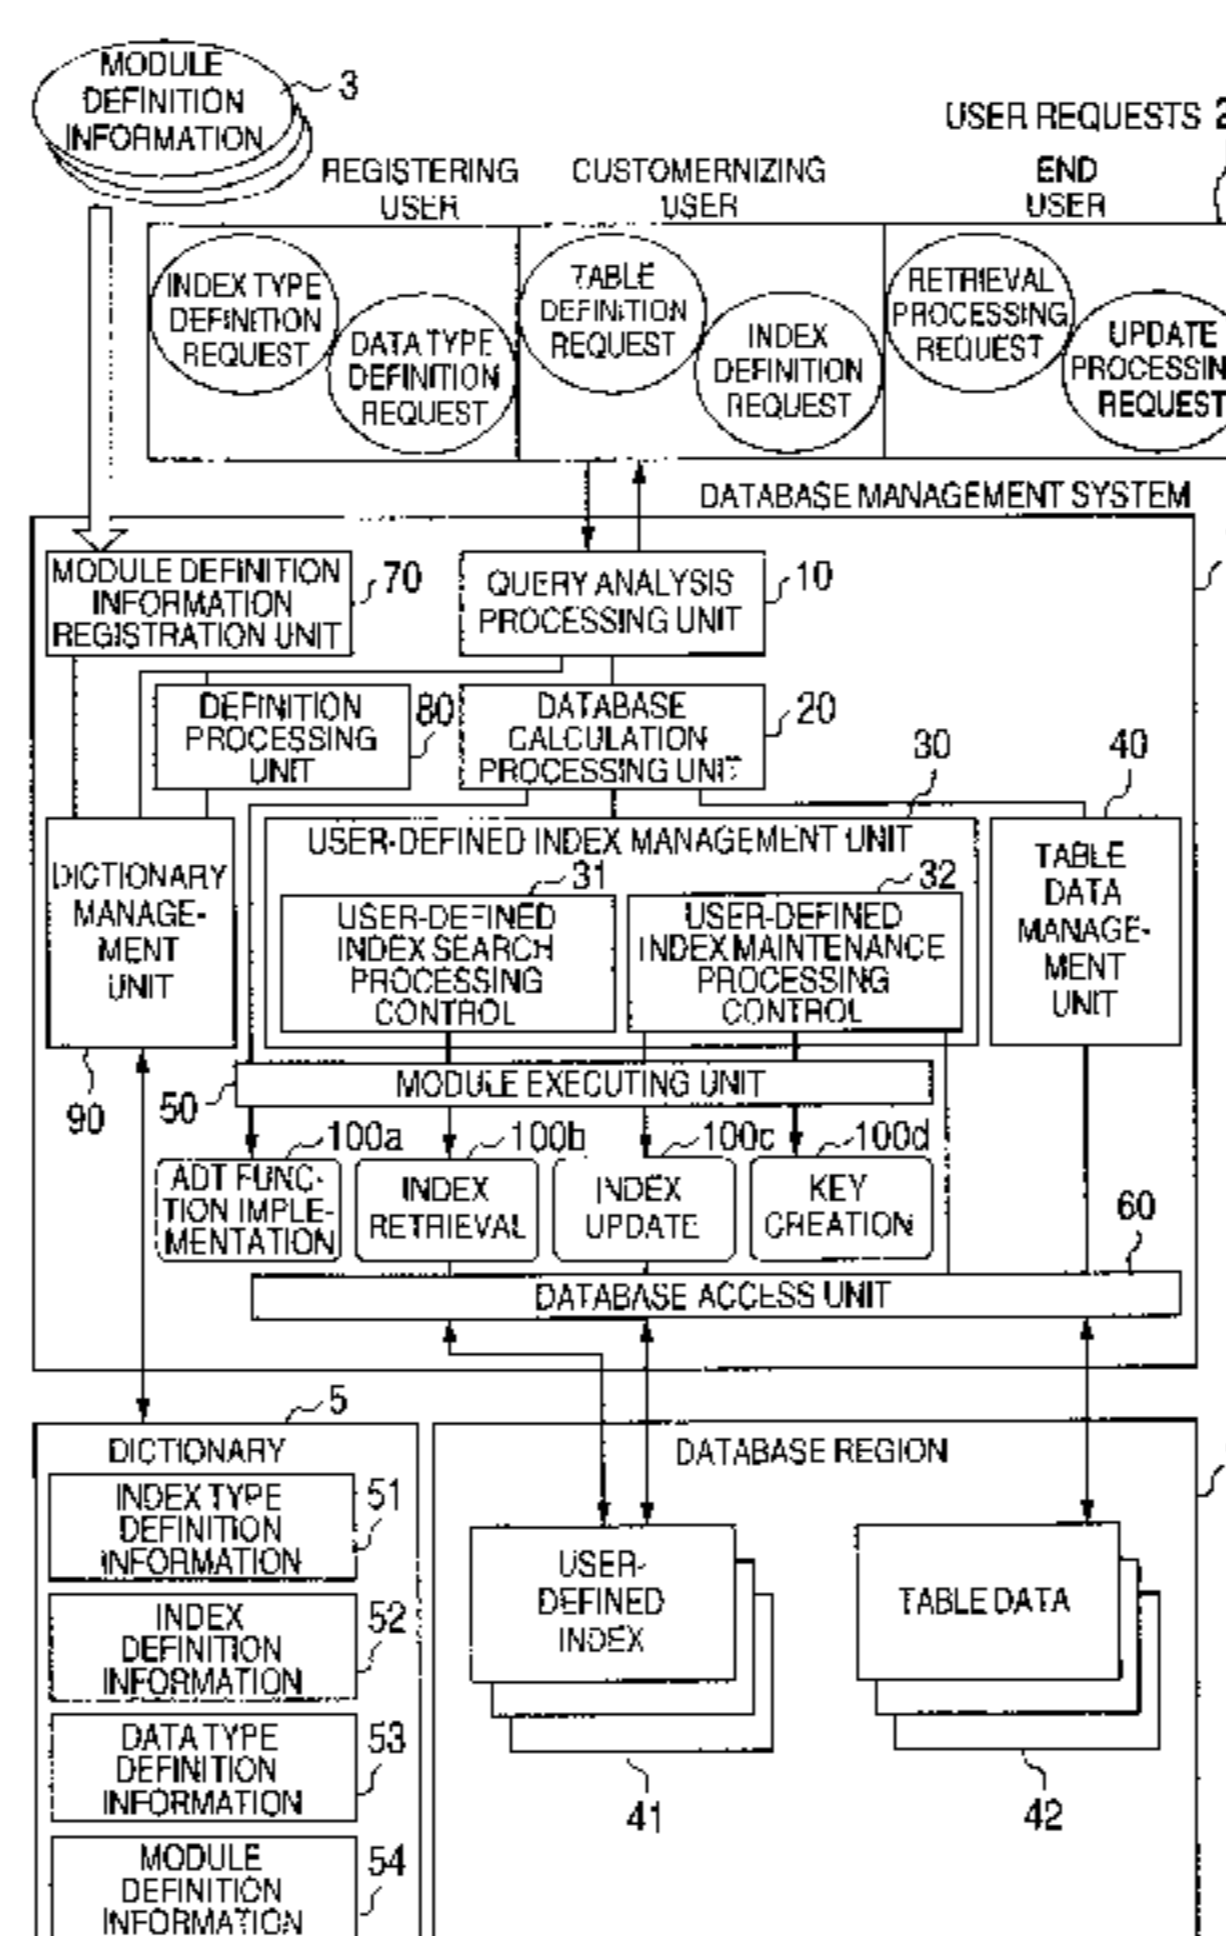 MODULE
DEFINITION
INFORMATION
3
USER REQUESTS 2
REGISTERING
USER
CUSTOMERNIZING
USER
END
USER
INDEX TYPE
DEFINITION
REQUEST
DATA TYPE
DEFINITION
REQUEST
TABLE
DEFINITION
REQUEST
INDEX
DEFINITION
REQUEST
RETRIEVAL
PROCESSING
REQUEST
UPDATE
PROCESSIN
REQUEST
DATABASE MANAGEMENT SYSTEM
MODULE DEFINITION
INFORMATION
REGISTRATION UNIT
70
QUERY ANALYSIS
PROCESSING UNIT
10
DEFINITION
PROCESSING
UNIT
80
DATABASE
CALCULATION
PROCESSING UNIT
20
30
40
DICTIONARY
MANAGE-
MENT
UNIT
90
USER-DEFINED INDEX MANAGEMENT UNIT
31
USER-DEFINED
INDEX SEARCH
PROCESSING
CONTROL
32
USER-DEFINED
INDEX MAINTENANCE
PROCESSING
CONTROL
TABLE
DATA
MANAGE-
MENT
UNIT
50
MODULE EXECUTING UNIT
100a
100b
100c
100d
ADT FUNC-
TION IMPLE-
MENTATION
INDEX
RETRIEVAL
INDEX
UPDATE
KEY
CREATION
60
DATABASE ACCESS UNIT
5
DICTIONARY
INDEX TYPE
DEFINITION
INFORMATION
51
INDEX
DEFINITION
INFORMATION
52
DATA TYPE
DEFINITION
INFORMATION
53
MODULE
DEFINITION
INFORMATION
54
DATABASE REGION
USER-
DEFINED
INDEX
41
TABLE DATA
42